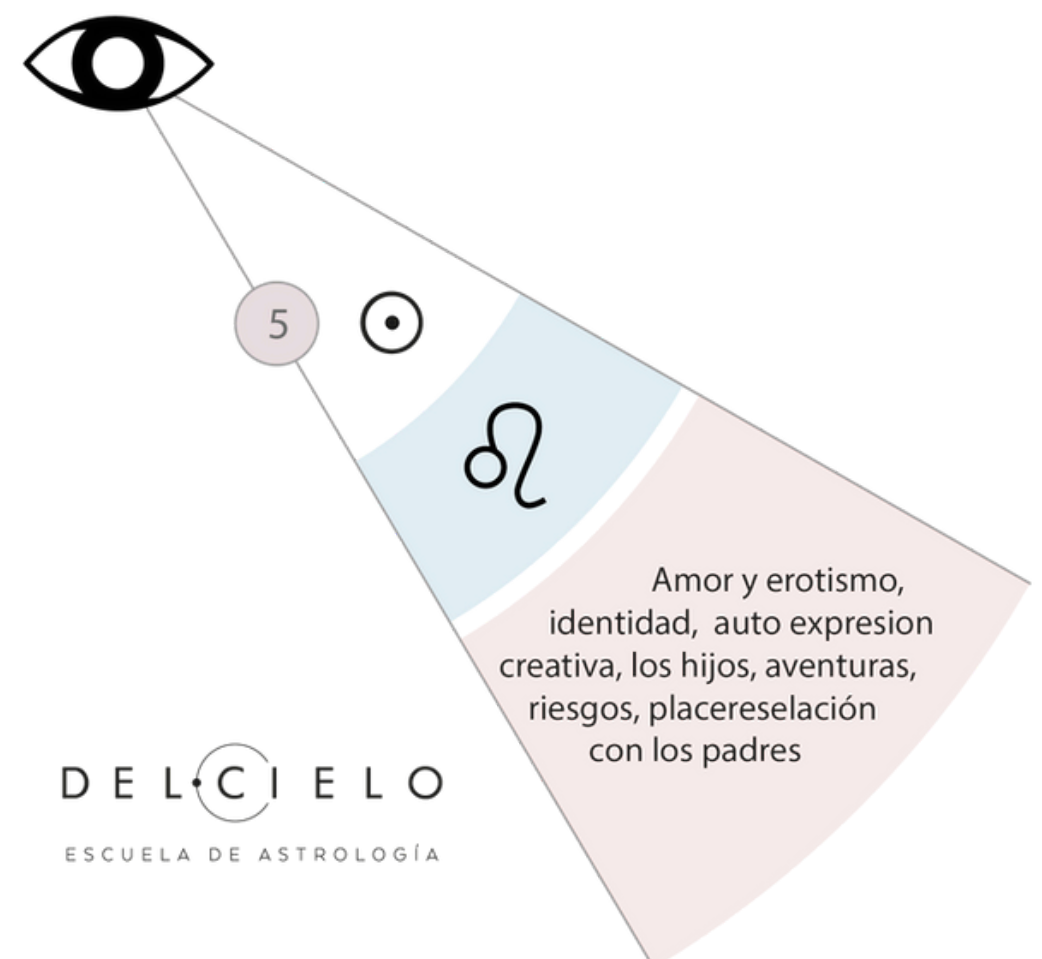 5
Amor y erotismo,
identidad, auto expresion
creativa, los hijos, aventuras,
riesgos, placereselación
con los padres
DEL CIELO
ESCUELA DE ASTROLOGÍA